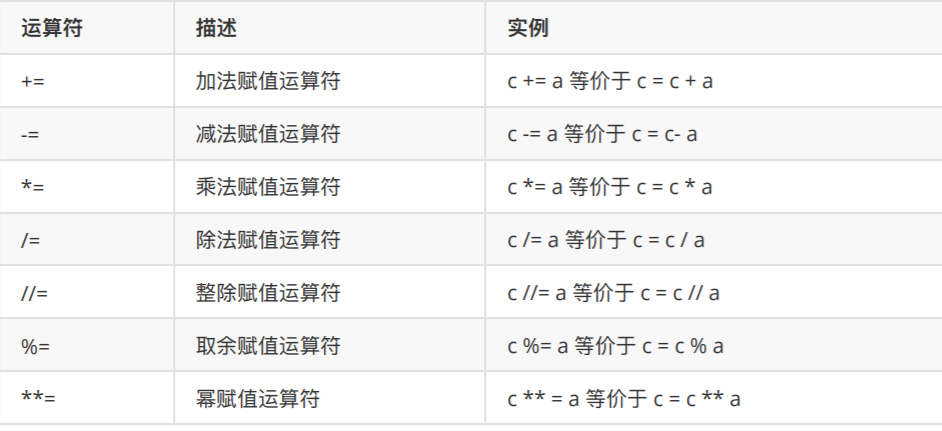 运算符 描述 实例
+= 加法赋值运算符 c += a 等价于 c = c + a
-= 减法赋值运算符 c -= a 等价于 c = c- a
*= 乘法赋值运算符 c *= a 等价于 c = c * a
/= 除法赋值运算符 c /= a 等价于 c = c / a
//= 整除赋值运算符 c //= a 等价于 c = c // a
%= 取余赋值运算符 c %= a 等价于 c = c % a
**= 幂赋值运算符 c ** = a 等价于 c = c ** a